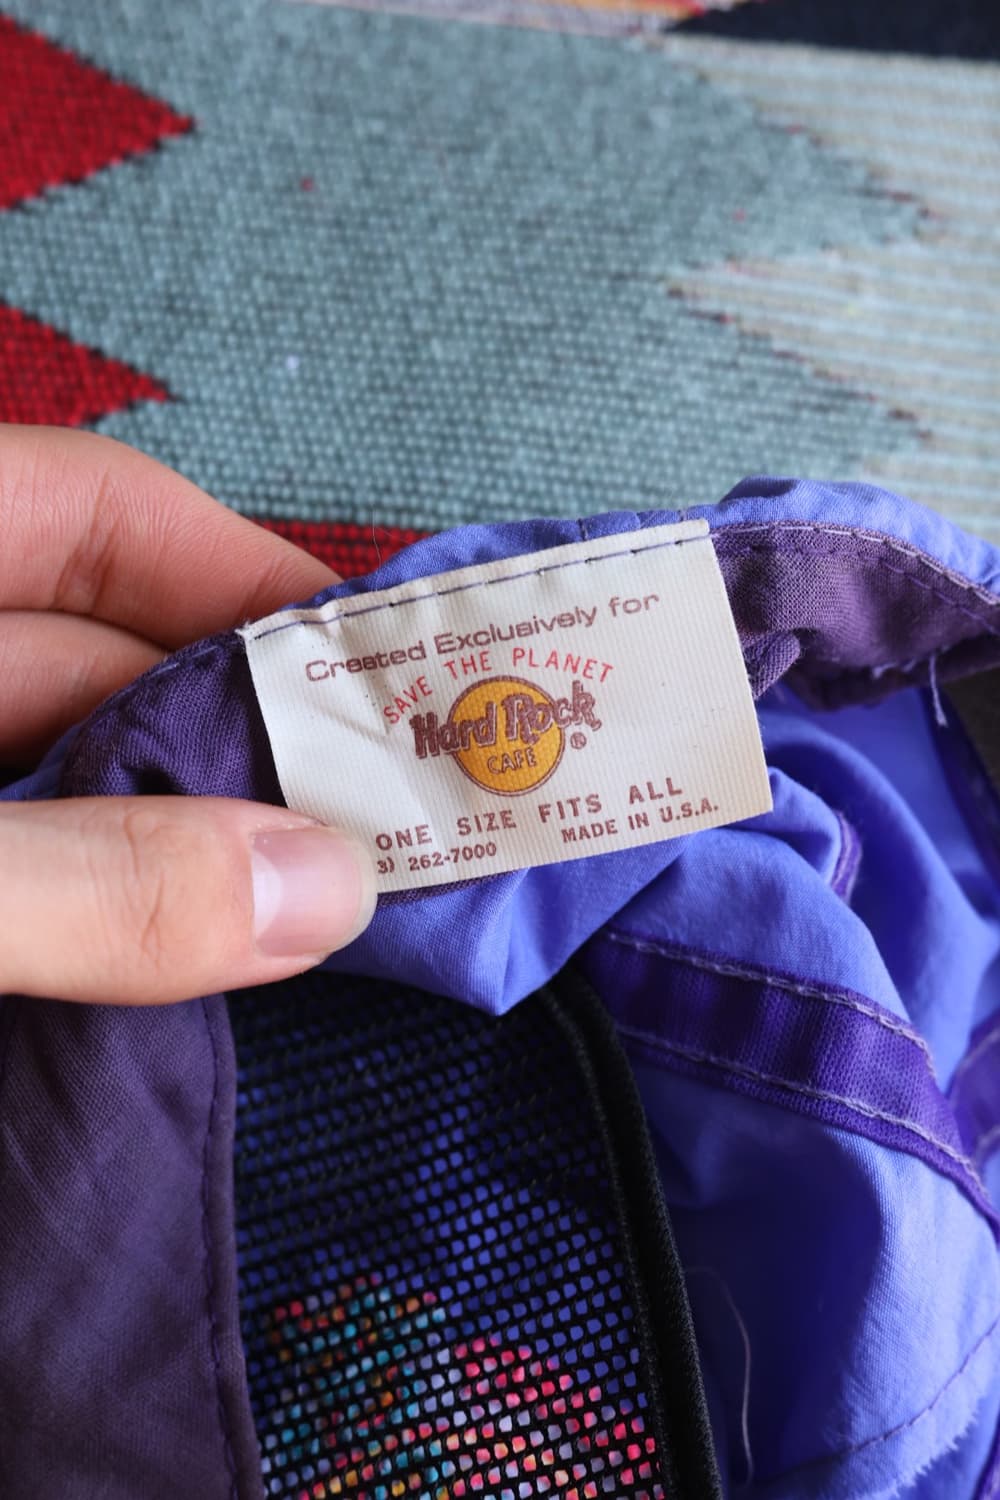 Created Exclusively for
SAVE THE PLANET
Hard Rock
CAFE ®
ONE SIZE FITS ALL
3) 262-7000 MADE IN U.S.A.